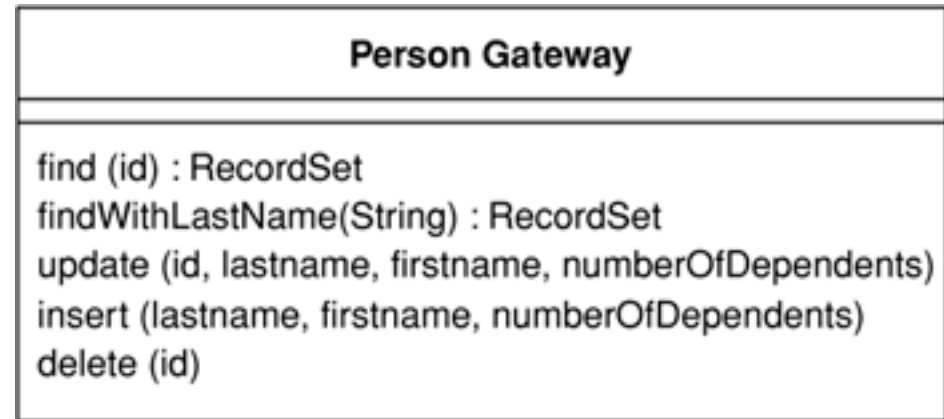 Person Gateway
find (id) : RecordSet
findWithLastName(String) : RecordSet
update (id, lastname, firstname, numberOfDependents)
insert (lastname, firstname, numberOfDependents)
delete (id)